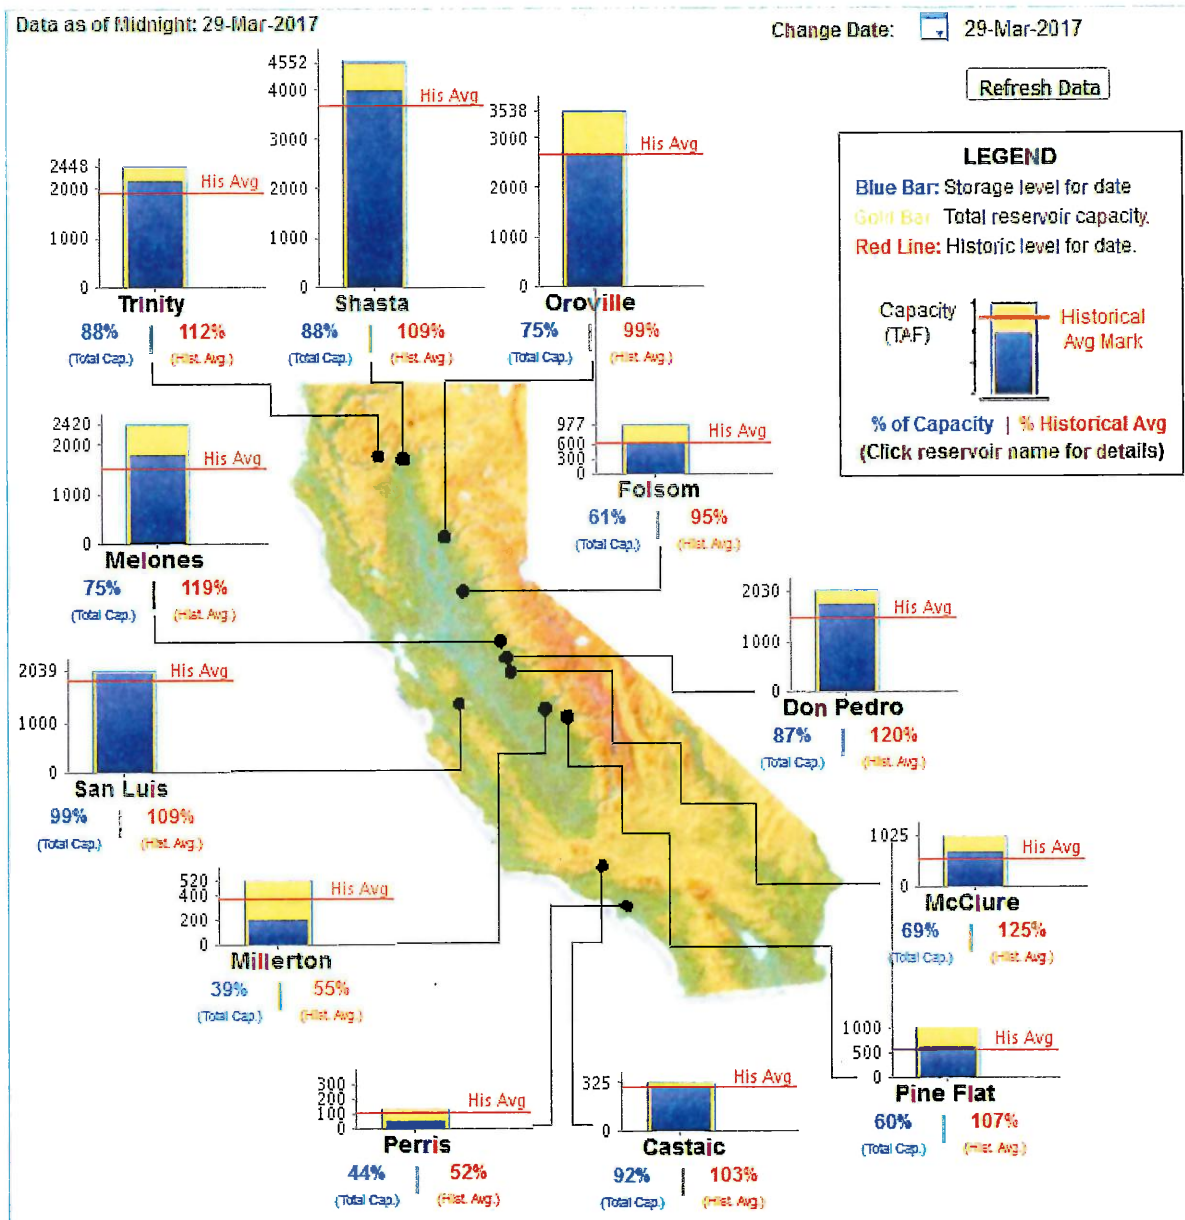 Data as of Midnight: 29-Mar-2017
Change Date: 29-Mar-2017
Refresh Data
LEGEND
Blue Bar: Storage level for date
Gold Bar: Total reservoir capacity.
Red Line: Historic level for date.
Capacity (TAF)
Historical Avg Mark
% of Capacity | % Historical Avg
(Click reservoir name for details)
2448
2000
1000
0
His Avg
Trinity
88% | 112%
(Total Cap.) (Hist. Avg.)
4552
4000
3000
2000
1000
0
His Avg
Shasta
88% | 109%
(Total Cap.) (Hist. Avg.)
3538
3000
2000
1000
0
His Avg
Oroville
75% | 99%
(Total Cap.) (Hist. Avg.)
2420
2000
1000
0
His Avg
Melones
75% | 119%
(Total Cap.) (Hist. Avg.)
977
600
300
0
His Avg
Folsom
61% | 95%
(Total Cap.) (Hist. Avg.)
2030
1000
0
His Avg
Don Pedro
87% | 120%
(Total Cap.) (Hist. Avg.)
2039
1000
0
His Avg
San Luis
99% | 109%
(Total Cap.) (Hist. Avg.)
1025
0
His Avg
McClure
69% | 125%
(Total Cap.) (Hist. Avg.)
520
400
200
0
His Avg
Millerton
39% | 55%
(Total Cap.) (Hist. Avg.)
1000
500
0
His Avg
Pine Flat
60% | 107%
(Total Cap.) (Hist. Avg.)
300
200
100
0
His Avg
Perris
44% | 52%
(Total Cap.) (Hist. Avg.)
325
0
His Avg
Castaic
92% | 103%
(Total Cap.) (Hist. Avg.)